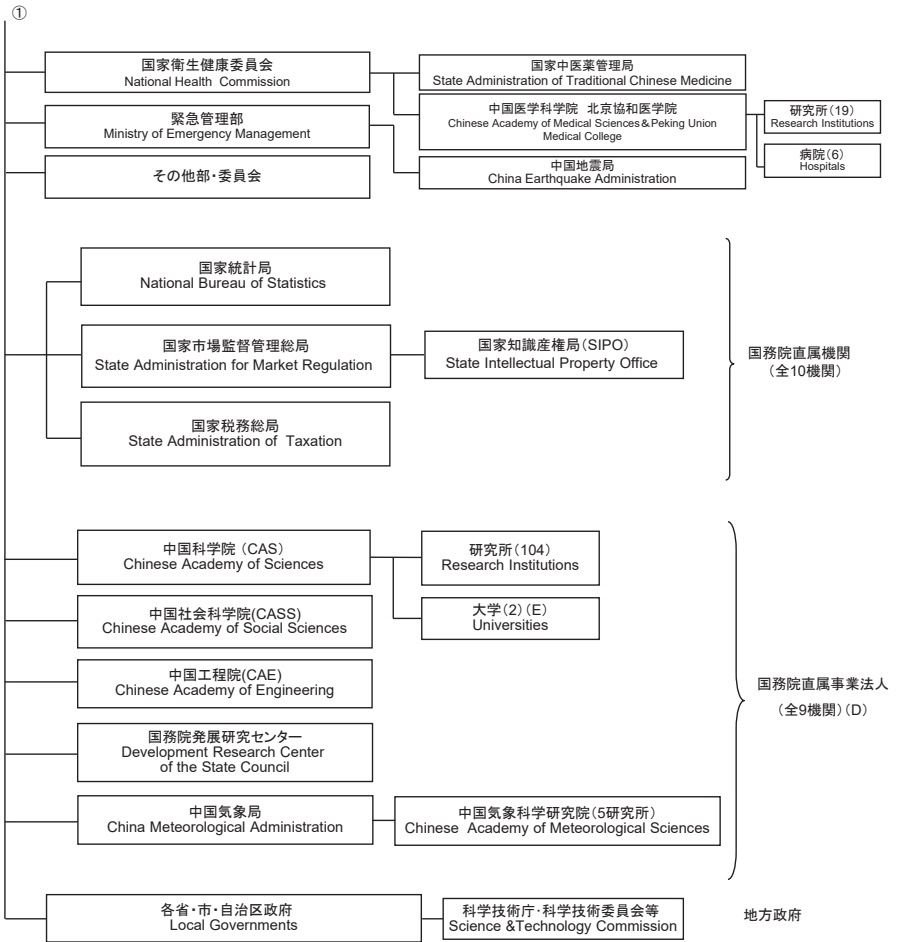 ①
国家衛生健康委員会
National Health Commission
国家中医薬管理局
State Administration of Traditional Chinese Medicine
中国医学科学院 北京協和医学院
Chinese Academy of Medical Sciences&Peking Union
Medical College
研究所(19)
Research Institutions
病院(6)
Hospitals
緊急管理部
Ministry of Emergency Management
中国地震局
China Earthquake Administration
その他部・委員会
国家統計局
National Bureau of Statistics
国家市場監督管理総局
State Administration for Market Regulation
国家知識産権局(SIPO)
State Intellectual Property Office
国家税務総局
State Administration of Taxation
国務院直属機関
(全10機関)
中国科学院 (CAS)
Chinese Academy of Sciences
研究所(104)
Research Institutions
大学(2)(E)
Universities
中国社会科学院(CASS)
Chinese Academy of Social Sciences
中国工程院(CAE)
Chinese Academy of Engineering
国務院発展研究センター
Development Research Center
of the State Council
中国気象局
China Meteorological Administration
中国気象科学研究院(5研究所)
Chinese Academy of Meteorological Sciences
国務院直属事業法人
(全9機関)(D)
各省・市・自治区政府
Local Governments
科学技術庁・科学技術委員会等
Science &Technology Commission
地方政府